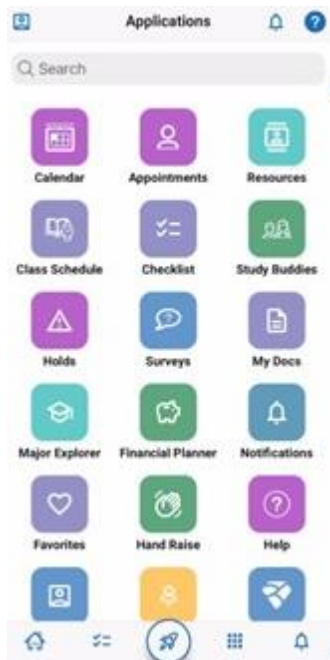 Applications
Search
Calendar Appointments Resources
Class Schedule Checklist Study Buddies
Holds Surveys My Docs
Major Explorer Financial Planner Notifications
Favorites Hand Raise Help